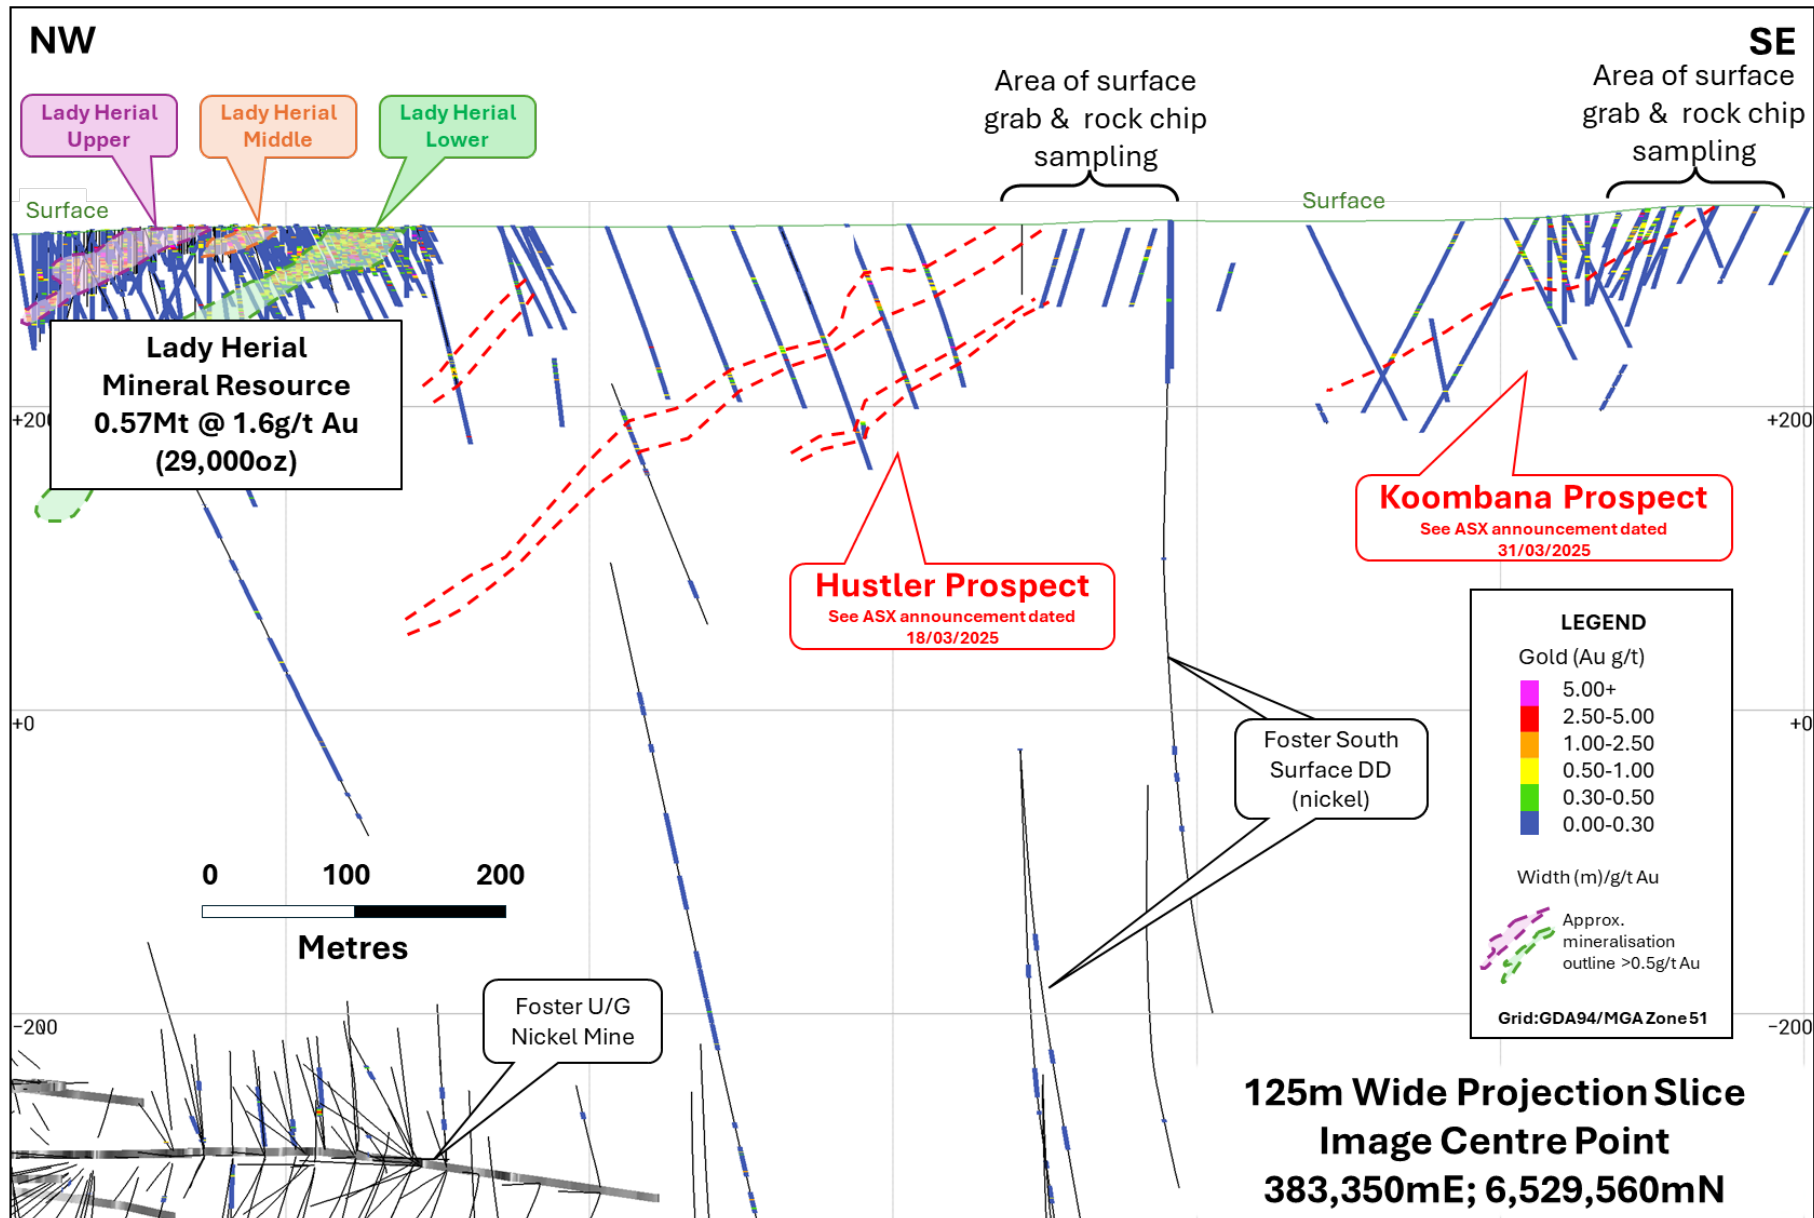 NW
SE
Area of surface
grab & rock chip
sampling
Area of surface
grab & rock chip
sampling
Lady Herial
Upper
Lady Herial
Middle
Lady Herial
Lower
Surface
Surface
Lady Herial
Mineral Resource
0.57Mt @ 1.6g/t Au
(29,000oz)
+200
+200
Koombana Prospect
See ASX announcement dated
31/03/2025
Hustler Prospect
See ASX announcement dated
18/03/2025
LEGEND
Gold (Au g/t)
5.00+
2.50-5.00
1.00-2.50
0.50-1.00
0.30-0.50
0.00-0.30
Width (m)/g/t Au
Approx.
mineralisation
outline >0.5g/t Au
Grid:GDA94/MGA Zone 51
+0
+0
Foster South
Surface DD
(nickel)
0 100 200
Metres
Foster U/G
Nickel Mine
-200
-200
125m Wide Projection Slice
Image Centre Point
383,350mE; 6,529,560mN